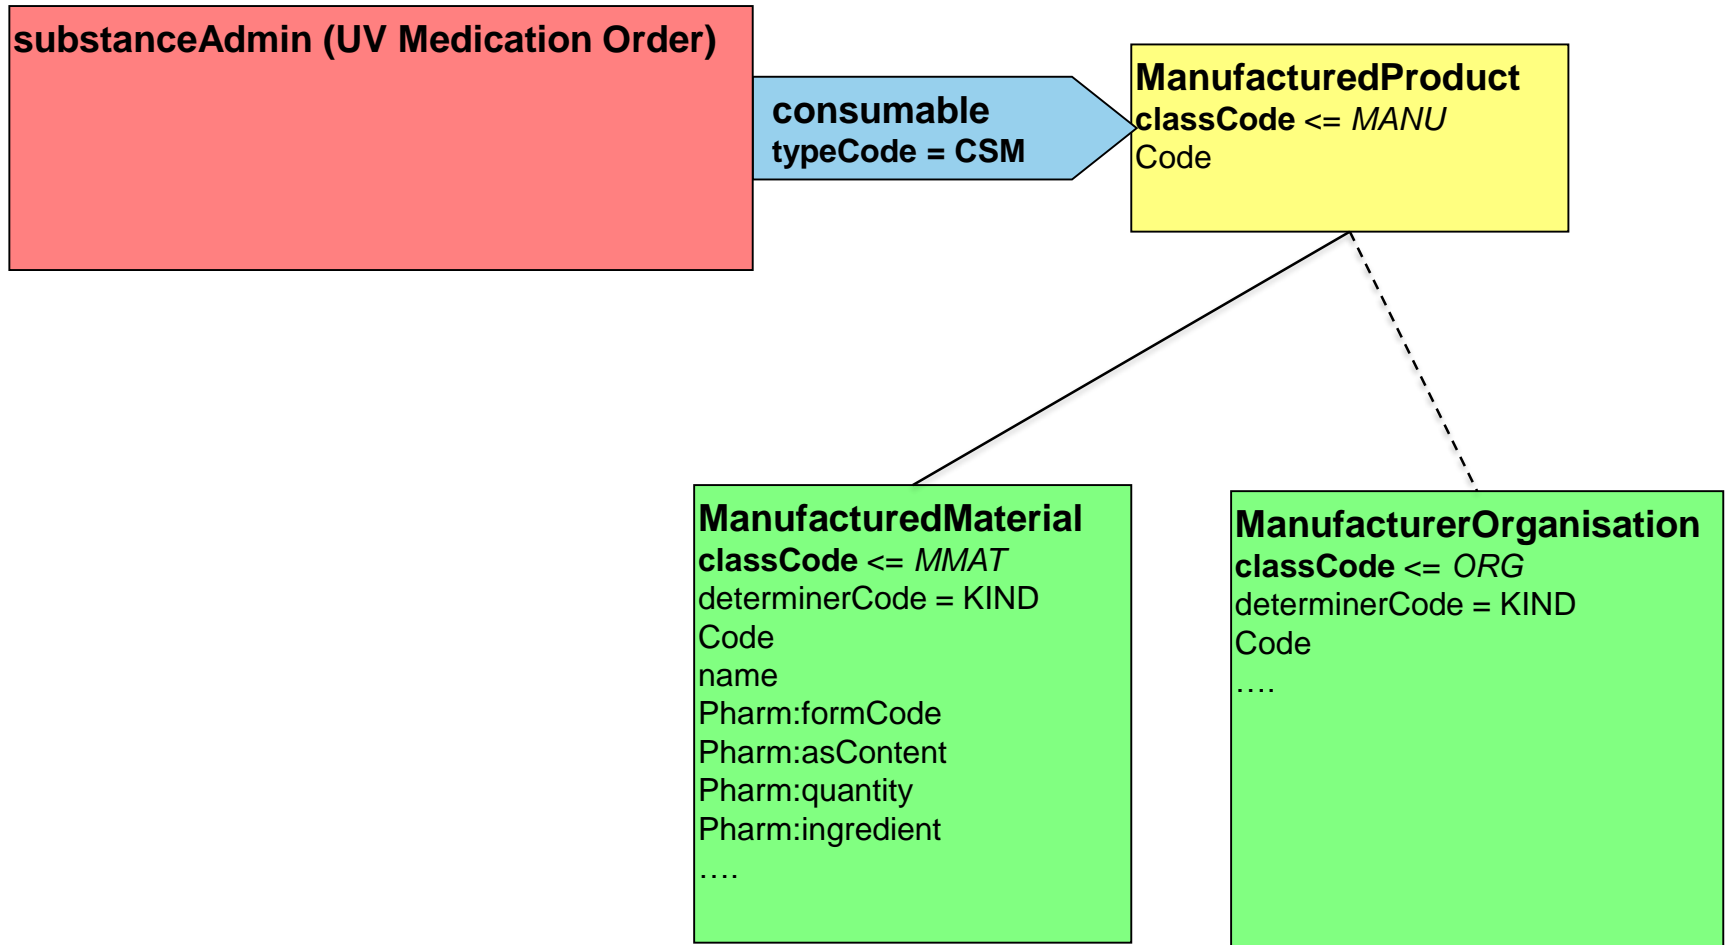 substanceAdmin (UV Medication Order)
consumable
typeCode = CSM
ManufacturedProduct
classCode <= MANU
Code
ManufacturedMaterial
classCode <= MMAT
determinerCode = KIND
Code
name
Pharm:formCode
Pharm:asContent
Pharm:quantity
Pharm:ingredient
….
ManufacturerOrganisation
classCode <= ORG
determinerCode = KIND
Code
….